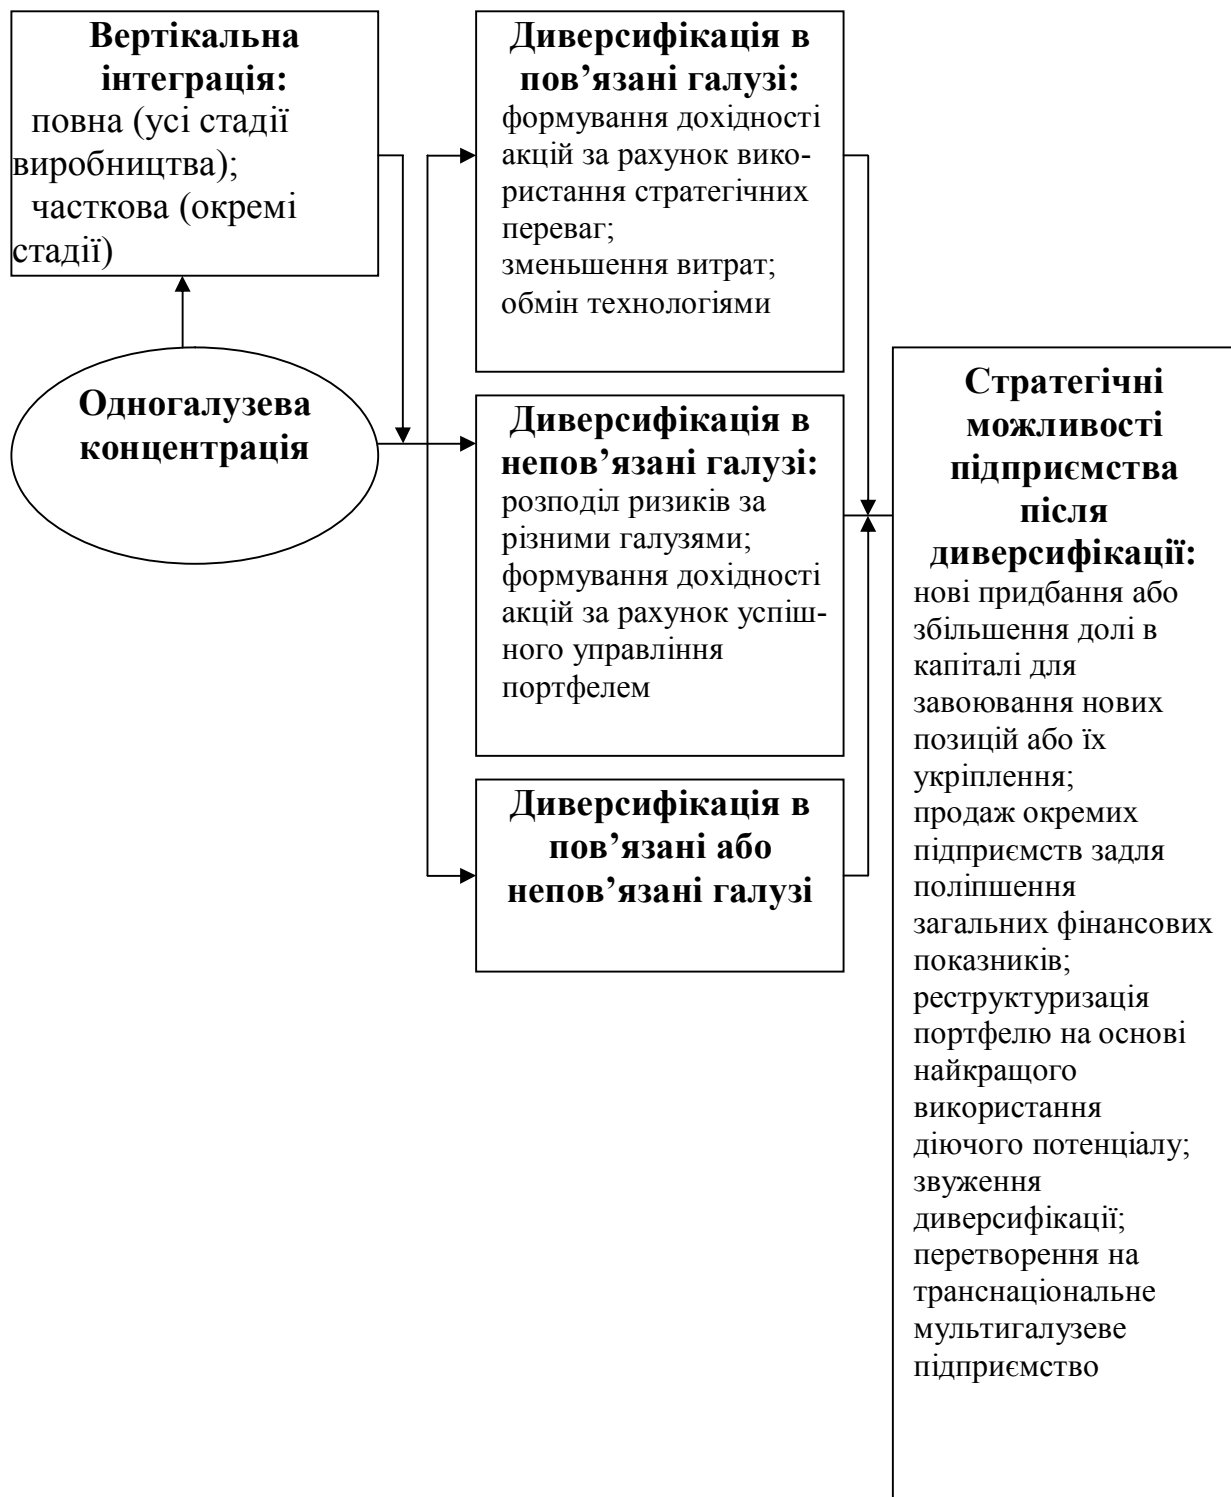 Вертікальна
інтеграція:
повна (усі стадії
виробництва);
часткова (окремі
стадії)
Одногалузева
концентрація
Диверсифікація в
пов’язані галузі:
формування дохідності
акцій за рахунок вико-
ристання стратегічних
переваг;
зменьшення витрат;
обмін технологіями
Диверсифікація в
непов’язані галузі:
розподіл ризиків за
різними галузями;
формування дохідності
акцій за рахунок успіш-
ного управління
портфелем
Диверсифікація в
пов’язані або
непов’язані галузі
Стратегічні
можливості
підприємства
після
диверсифікації:
нові придбання або
збільшення долі в
капіталі для
завоювання нових
позицій або їх
укріплення;
продаж окремих
підприємств задля
поліпшення
загальних фінансових
показників;
реструктуризація
портфелю на основі
найкращого
використання
діючого потенціалу;
звуження
диверсифікації;
перетворення на
транснаціональне
мультигалузеве
підприємство